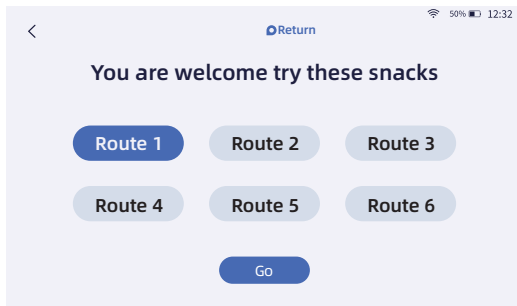 50% 12:32
Return
You are welcome try these snacks
Route 1 Route 2 Route 3
Route 4 Route 5 Route 6
Go